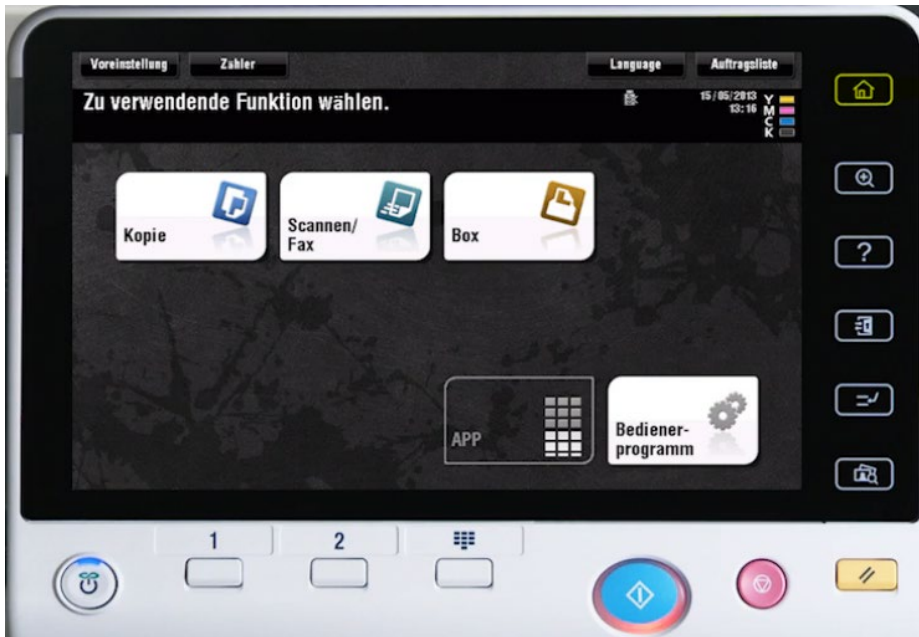 Voreinstellung
Zähler
Language
Auftragsliste
Zu verwendende Funktion wählen.
15/05/2013
13:16
Y
M
C
K
Kopie
Scannen/
Fax
Box
APP
Bediener-
programm
?
1
2